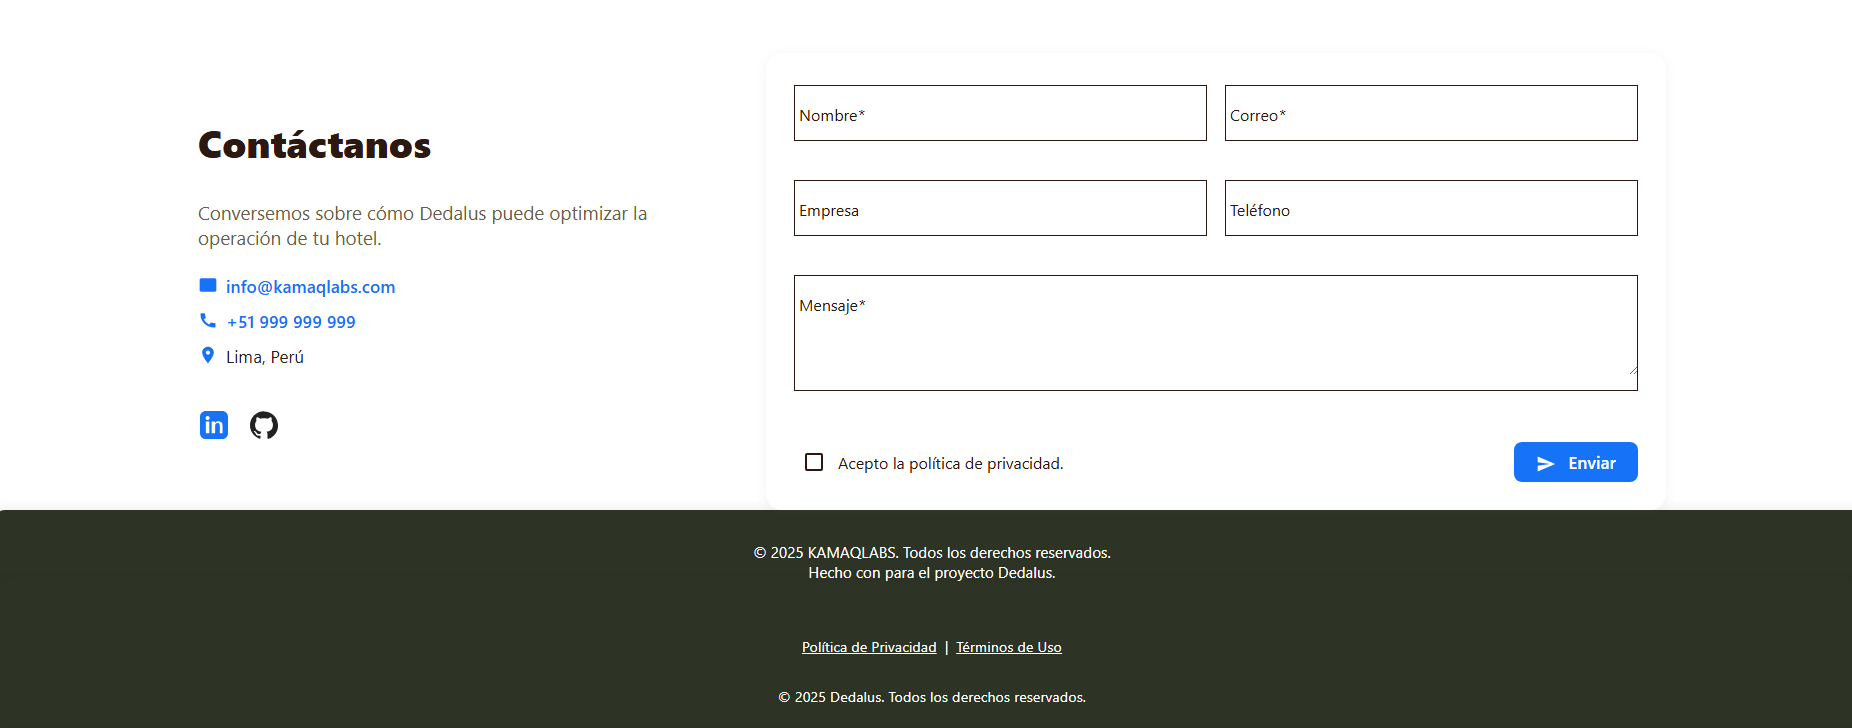 Contáctanos
Conversemos sobre cómo Dedalus puede optimizar la
operación de tu hotel.
info@kamaqlabs.com
+51 999 999 999
Lima, Perú
in
Nombre*
Correo*
Empresa
Teléfono
Mensaje*
Acepto la política de privacidad.
Enviar
© 2025 KAMAQLABS. Todos los derechos reservados.
Hecho con para el proyecto Dedalus.
Política de Privacidad | Términos de Uso
© 2025 Dedalus. Todos los derechos reservados.